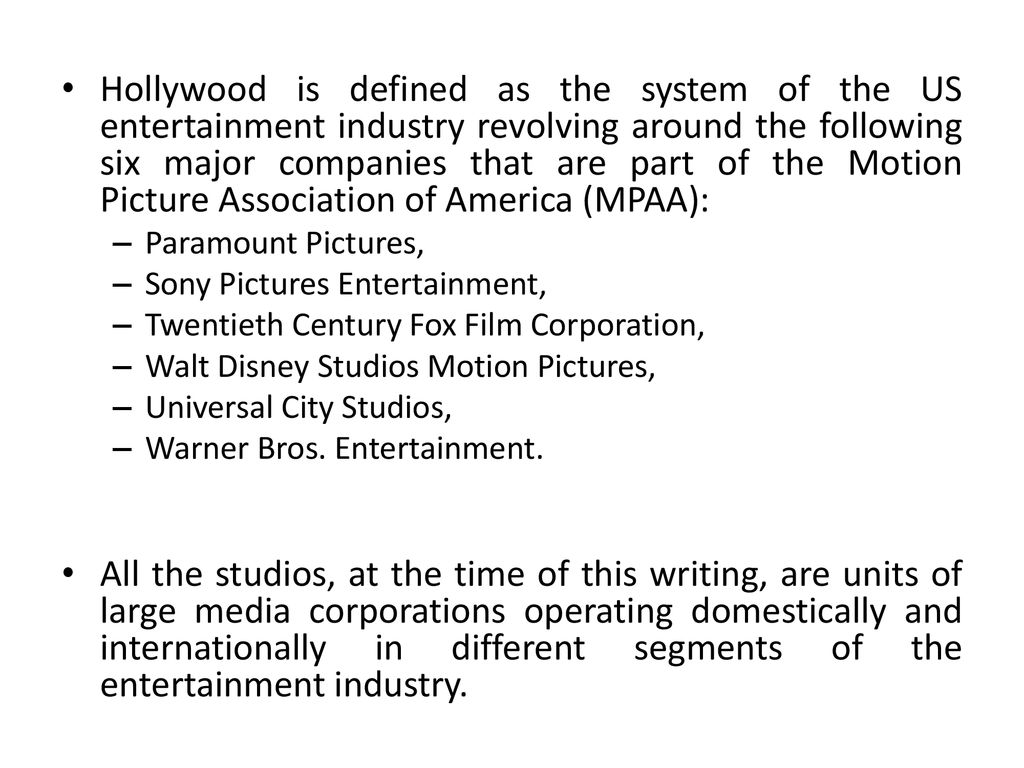 • Hollywood is defined as the system of the US
entertainment industry revolving around the following
six major companies that are part of the Motion
Picture Association of America (MPAA):
– Paramount Pictures,
– Sony Pictures Entertainment,
– Twentieth Century Fox Film Corporation,
– Walt Disney Studios Motion Pictures,
– Universal City Studios,
– Warner Bros. Entertainment.
• All the studios, at the time of this writing, are units of
large media corporations operating domestically and
internationally in different segments of the
entertainment industry.